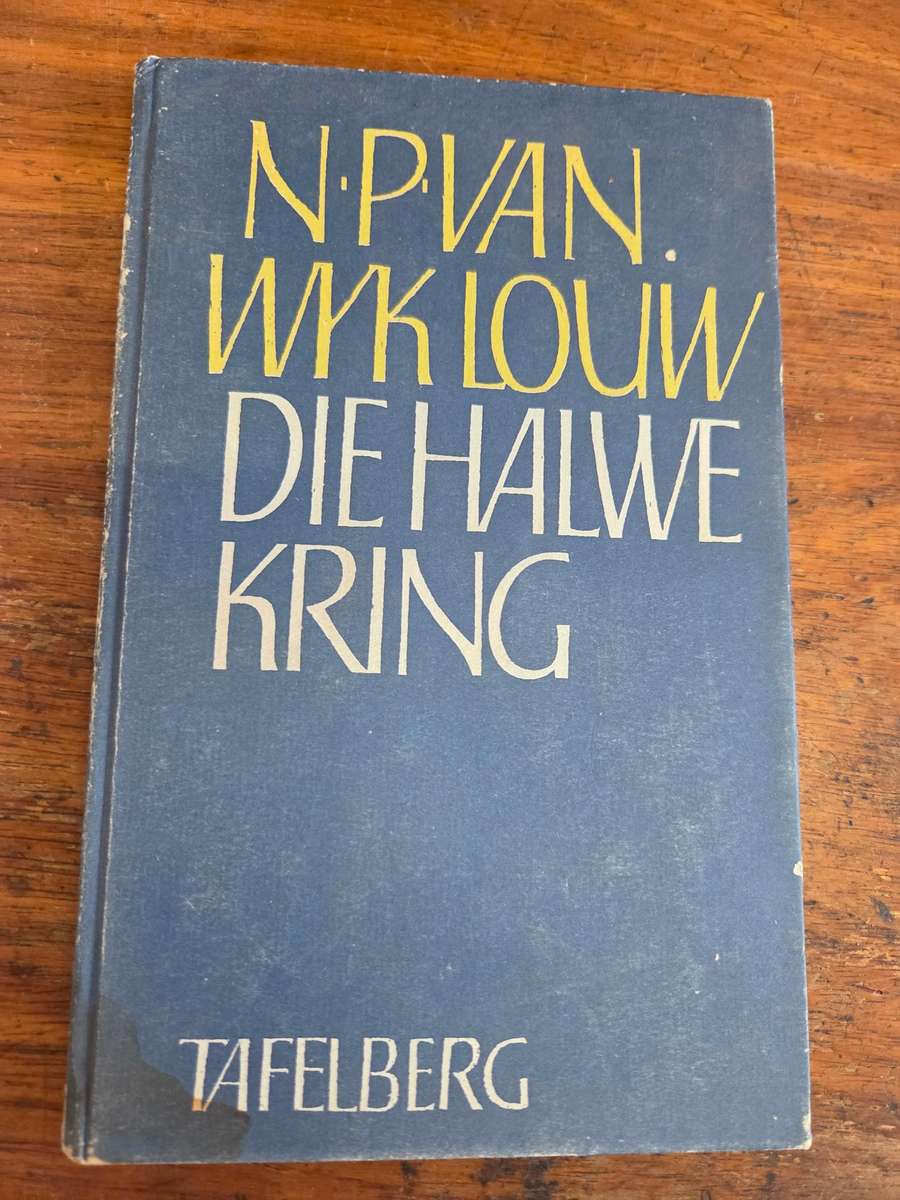 N·P·VAN
WYK LOUW
DIE HALWE
KRING
TAFELBERG